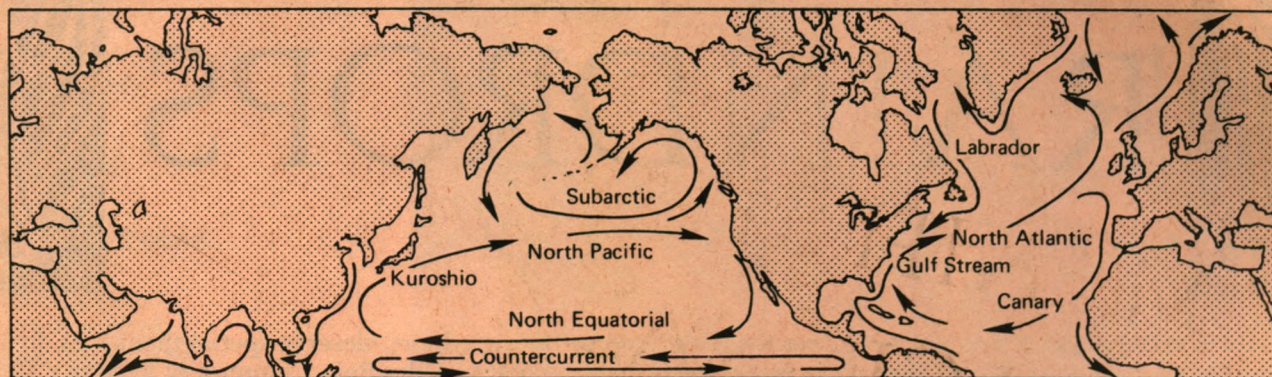 Labrador
Subarctic
North Pacific
North Atlantic
Kuroshio
Gulf Stream
Canary
North Equatorial
Countercurrent